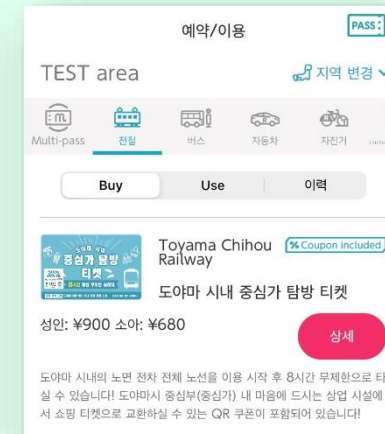 예약/이용
PASS
TEST area
지역 변경
Multi-pass
전철
버스
자동차
자전거
Buy
Use
이력
도야마 시내
중심가 탐방
티켓
Toyama Chihou
Railway
% Coupon included
도야마 시내 중심가 탐방 티켓
성인: ¥900 소아: ¥680
상세
도야마 시내의 노면 전차 전체 노선을 이용 시작 후 8시간 무제한으로 타
실 수 있습니다! 도야마시 중심부(중심가) 내 마음에 드시는 상업 시설에
서 쇼핑 티켓으로 교환하실 수 있는 QR 쿠폰이 포함되어 있습니다!